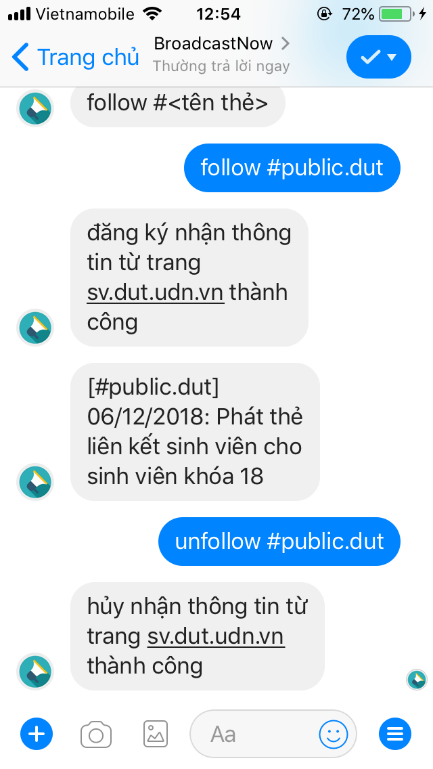 Vietnamobile 12:54 72%
Trang chủ BroadcastNow
Thường trả lời ngay
follow #<tên thẻ>
follow #public.dut
đăng ký nhận thông
tin từ trang
sv.dut.udn.vn thành
công
[#public.dut]
06/12/2018: Phát thẻ
liên kết sinh viên cho
sinh viên khóa 18
unfollow #public.dut
hủy nhận thông tin từ
trang sv.dut.udn.vn
thành công
Aa